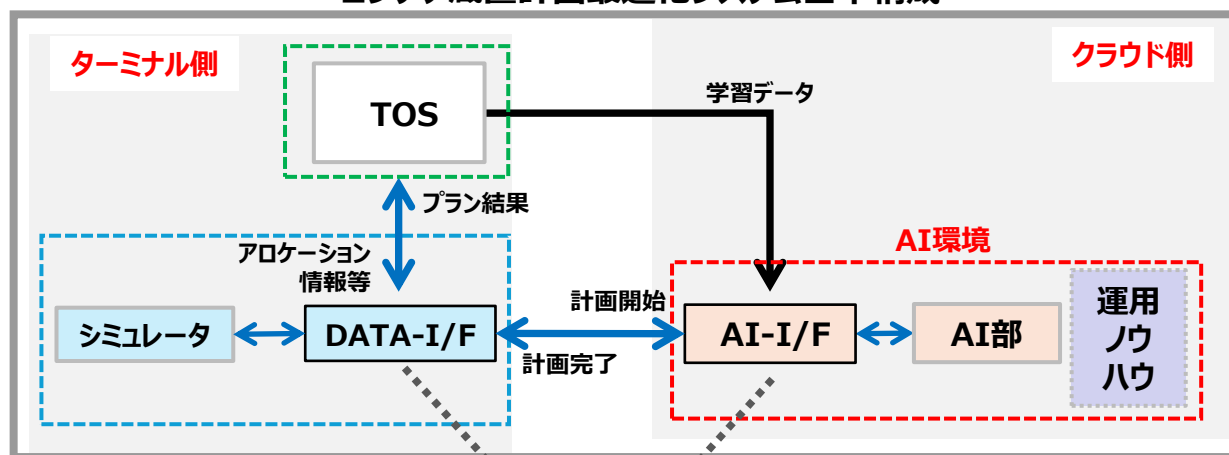 ターミナル側
クラウド側
TOS
学習データ
プラン結果
アロケーション
情報等
AI環境
計画開始
シミュレータ
DATA-I/F
AI-I/F
AI部
運用
ノウ
ハウ
計画完了